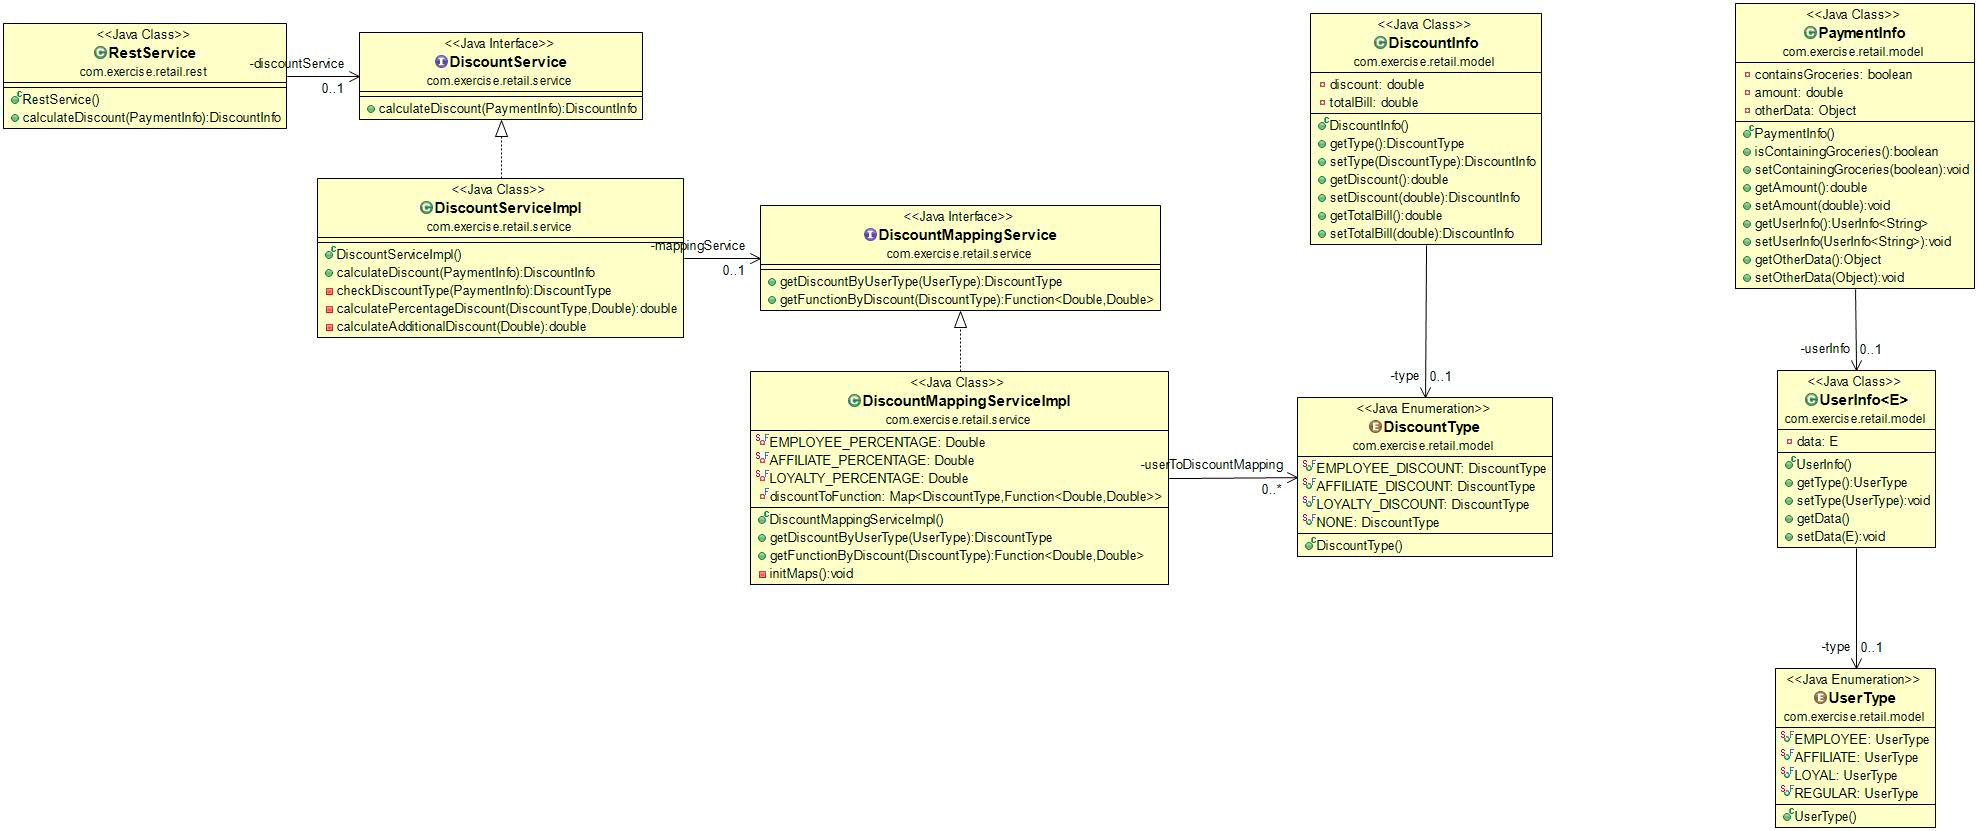 <<Java Class>>
RestService
com.exercise.retail.rest
RestService()
calculateDiscount(PaymentInfo):DiscountInfo
-discountService
0..1
<<Java Interface>>
DiscountService
com.exercise.retail.service
calculateDiscount(PaymentInfo):DiscountInfo
<<Java Class>>
DiscountServiceImpl
com.exercise.retail.service
DiscountServiceImpl()
calculateDiscount(PaymentInfo):DiscountInfo
checkDiscountType(PaymentInfo):DiscountType
calculatePercentageDiscount(DiscountType,Double):double
calculateAdditionalDiscount(Double):double
-mappingService
0..1
<<Java Interface>>
DiscountMappingService
com.exercise.retail.service
getDiscountByUserType(UserType):DiscountType
getFunctionByDiscount(DiscountType):Function<Double,Double>
<<Java Class>>
DiscountMappingServiceImpl
com.exercise.retail.service
EMPLOYEE_PERCENTAGE: Double
AFFILIATE_PERCENTAGE: Double
LOYALTY_PERCENTAGE: Double
discountToFunction: Map<DiscountType,Function<Double,Double>>
DiscountMappingServiceImpl()
getDiscountByUserType(UserType):DiscountType
getFunctionByDiscount(DiscountType):Function<Double,Double>
initMaps():void
-userToDiscountMapping
0..*
<<Java Class>>
DiscountInfo
com.exercise.retail.model
discount: double
totalBill: double
DiscountInfo()
getType():DiscountType
setType(DiscountType):DiscountInfo
getDiscount():double
setDiscount(double):DiscountInfo
getTotalBill():double
setTotalBill(double):DiscountInfo
-type 0..1
<<Java Enumeration>>
DiscountType
com.exercise.retail.model
EMPLOYEE_DISCOUNT: DiscountType
AFFILIATE_DISCOUNT: DiscountType
LOYALTY_DISCOUNT: DiscountType
NONE: DiscountType
DiscountType()
<<Java Class>>
PaymentInfo
com.exercise.retail.model
containsGroceries: boolean
amount: double
otherData: Object
PaymentInfo()
isContainingGroceries():boolean
setContainingGroceries(boolean):void
getAmount():double
setAmount(double):void
getUserInfo():UserInfo<String>
setUserInfo(UserInfo<String>):void
getOtherData():Object
setOtherData(Object):void
-userInfo 0..1
<<Java Class>>
UserInfo<E>
com.exercise.retail.model
data: E
UserInfo()
getType():UserType
setType(UserType):void
getData()
setData(E):void
-type 0..1
<<Java Enumeration>>
UserType
com.exercise.retail.model
EMPLOYEE: UserType
AFFILIATE: UserType
LOYAL: UserType
REGULAR: UserType
UserType()